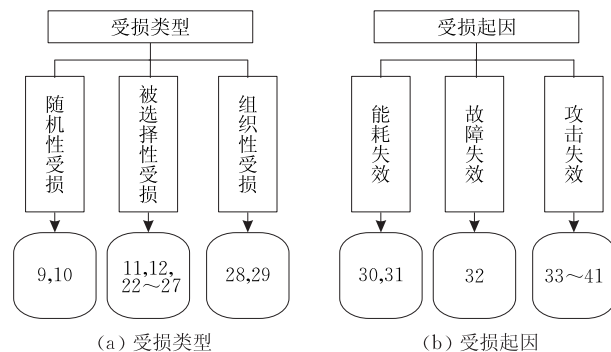 受损类型
受损起因
随机性受损
被选择性受损
组织性受损
能耗失效
故障失效
攻击失效
9,10
11,12,
22～27
28,29
30,31
32
33～41
(a) 受损类型
(b) 受损起因